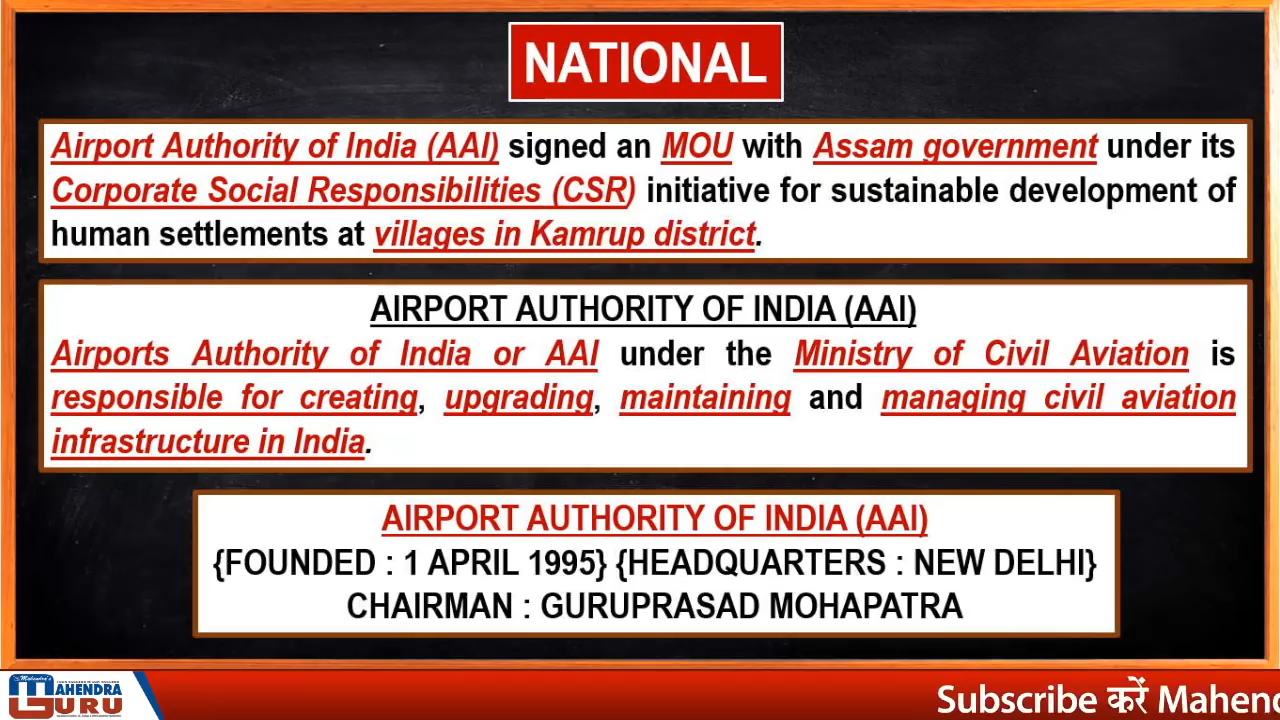 NATIONAL
Airport Authority of India (AAI) signed an MOU with Assam government under its
Corporate Social Responsibilities (CSR) initiative for sustainable development of
human settlements at villages in Kamrup district.
AIRPORT AUTHORITY OF INDIA (AAI)
Airports Authority of India or AAI under the Ministry of Civil Aviation is
responsible for creating, upgrading, maintaining and managing civil aviation
infrastructure in India.
AIRPORT AUTHORITY OF INDIA (AAI)
{FOUNDED : 1 APRIL 1995} {HEADQUARTERS : NEW DELHI}
CHAIRMAN : GURUPRASAD MOHAPATRA
Mahendra's
MAHENDRA
GURU
Subscribe करें Mahend